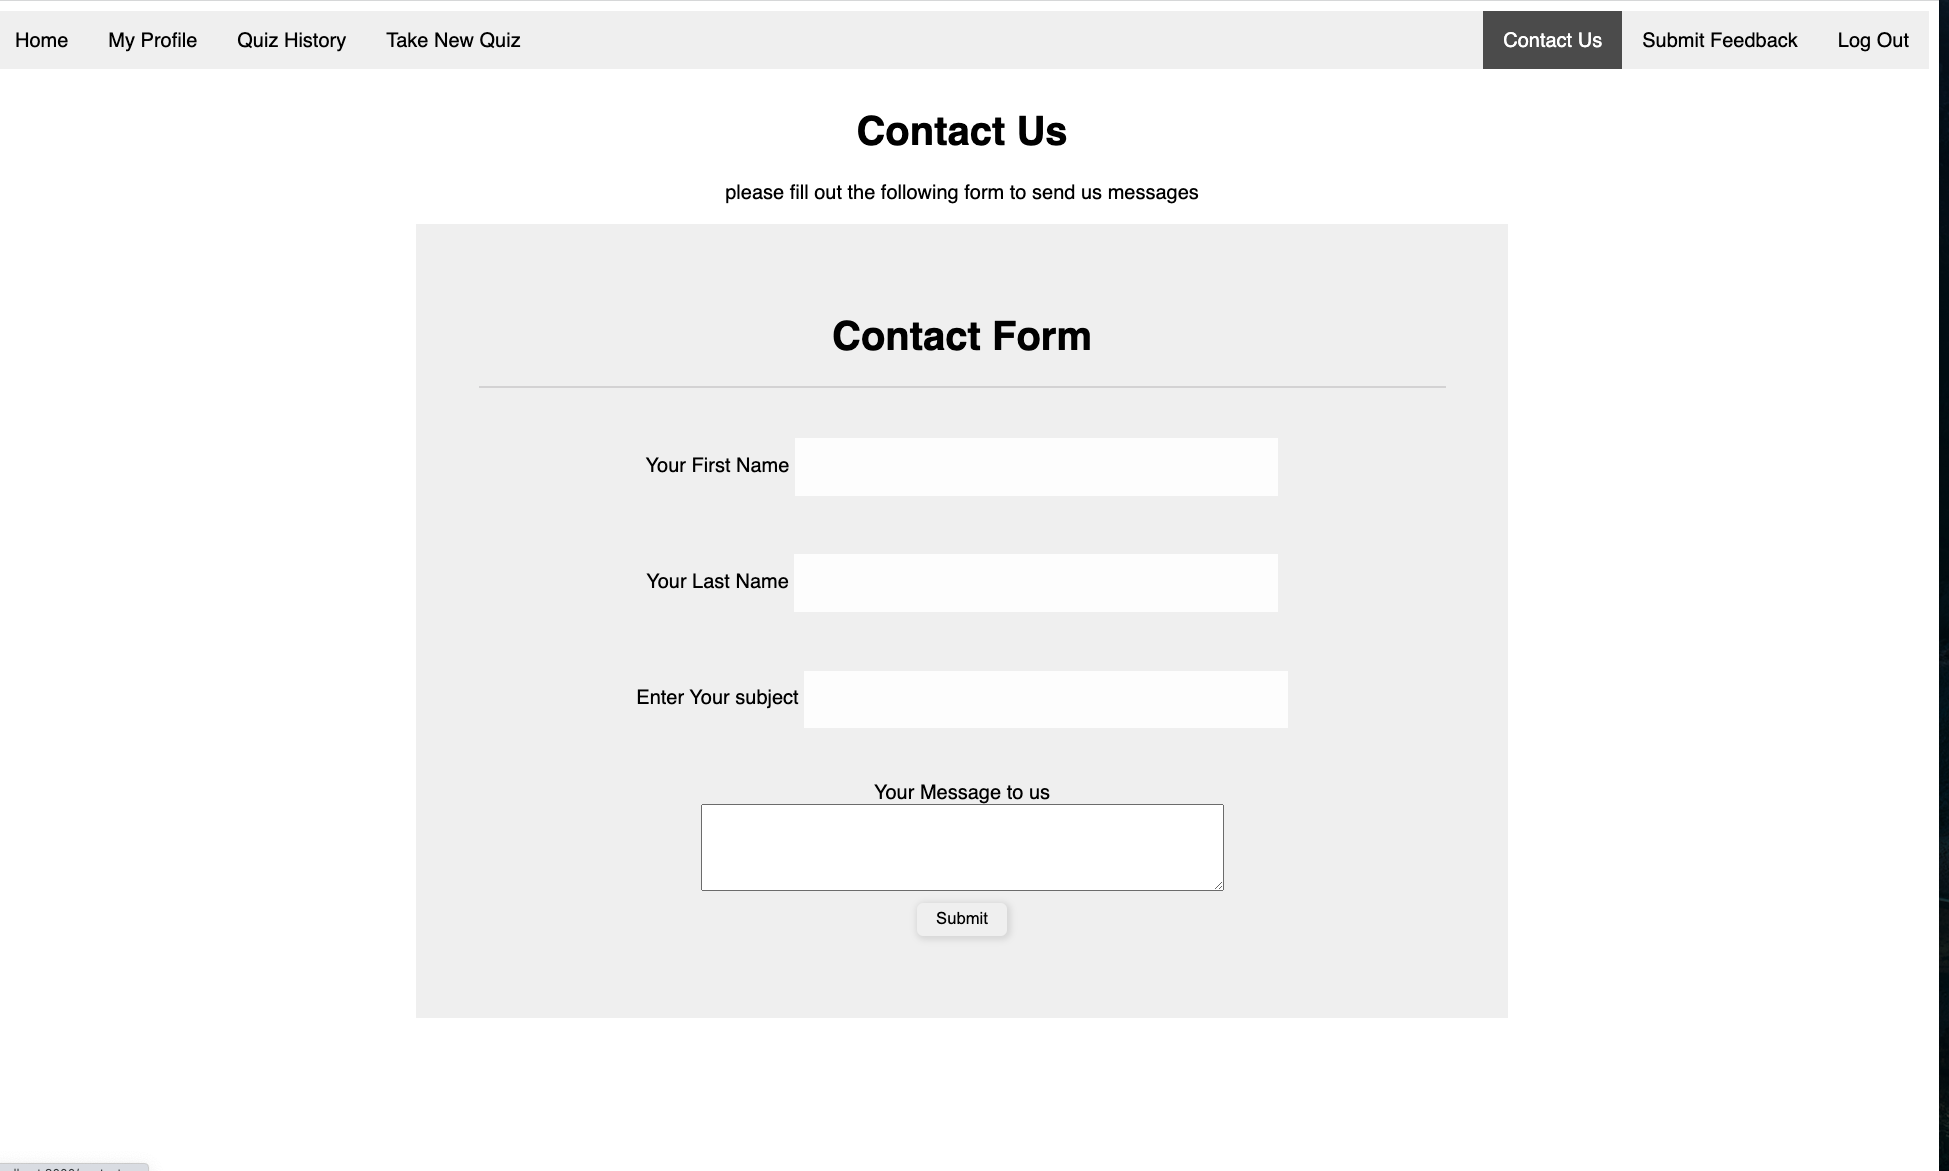 Home My Profile Quiz History Take New Quiz Contact Us Submit Feedback Log Out
Contact Us
please fill out the following form to send us messages
Contact Form
Your First Name
Your Last Name
Enter Your subject
Your Message to us
Submit